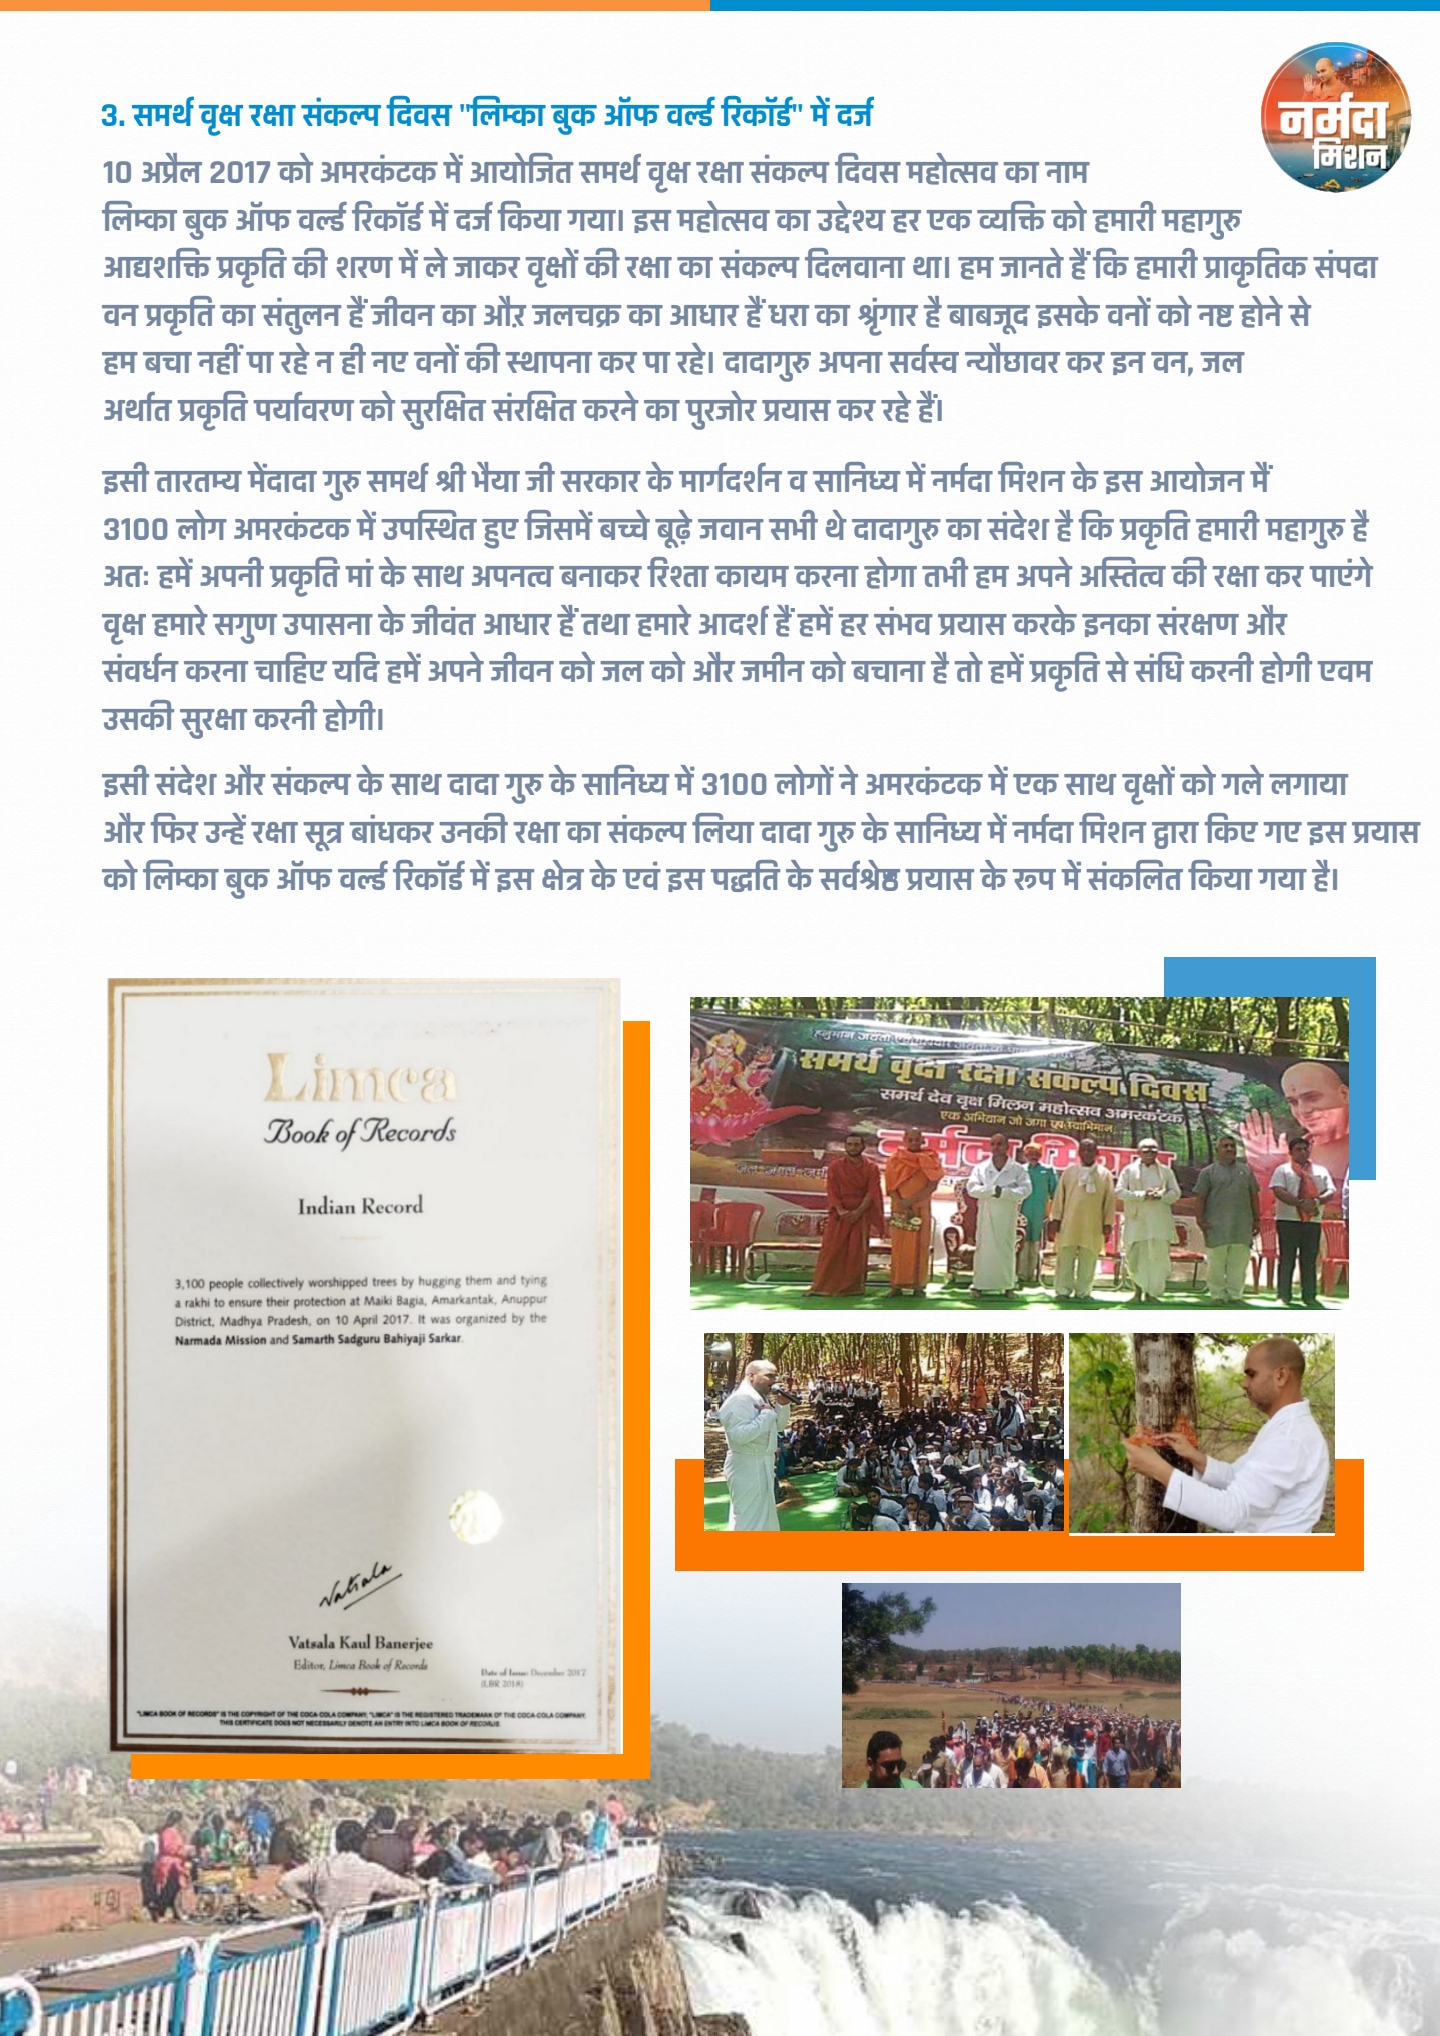 नर्मदा
मिशन
3. समर्थ वृक्ष रक्षा संकल्प दिवस "लिम्का बुक ऑफ वर्ल्ड रिकॉर्ड" में दर्ज
10 अप्रैल 2017 को अमरकंटक में आयोजित समर्थ वृक्ष रक्षा संकल्प दिवस महोत्सव का नाम
लिम्का बुक ऑफ वर्ल्ड रिकॉर्ड में दर्ज किया गया। इस महोत्सव का उद्देश्य हर एक व्यक्ति को हमारी महागुरु
आद्यशक्ति प्रकृति की शरण में ले जाकर वृक्षों की रक्षा का संकल्प दिलवाना था। हम जानते हैं कि हमारी प्राकृतिक संपदा
वन प्रकृति का संतुलन हैं जीवन का औऱ जलचक्र का आधार हैं धरा का श्रृंगार है बाबजूद इसके वनों को नष्ट होने से
हम बचा नहीं पा रहे न ही नए वनों की स्थापना कर पा रहे। दादागुरु अपना सर्वस्व न्यौछावर कर इन वन, जल
अर्थात प्रकृति पर्यावरण को सुरक्षित संरक्षित करने का पुरजोर प्रयास कर रहे हैं।
इसी तारतम्य मेंदादा गुरु समर्थ श्री भैया जी सरकार के मार्गदर्शन व सानिध्य में नर्मदा मिशन के इस आयोजन मैं
3100 लोग अमरकंटक में उपस्थित हुए जिसमें बच्चे बूढ़े जवान सभी थे दादागुरु का संदेश है कि प्रकृति हमारी महागुरु है
अतः हमें अपनी प्रकृति मां के साथ अपनत्व बनाकर रिश्ता कायम करना होगा तभी हम अपने अस्तित्व की रक्षा कर पाएंगे
वृक्ष हमारे सगुण उपासना के जीवंत आधार हैं तथा हमारे आदर्श हैं हमें हर संभव प्रयास करके इनका संरक्षण और
संवर्धन करना चाहिए यदि हमें अपने जीवन को जल को और जमीन को बचाना है तो हमें प्रकृति से संधि करनी होगी एवम
उसकी सुरक्षा करनी होगी।
इसी संदेश और संकल्प के साथ दादा गुरु के सानिध्य में 3100 लोगों ने अमरकंटक में एक साथ वृक्षों को गले लगाया
और फिर उन्हें रक्षा सूत्र बांधकर उनकी रक्षा का संकल्प लिया दादा गुरु के सानिध्य में नर्मदा मिशन द्वारा किए गए इस प्रयास
को लिम्का बुक ऑफ वर्ल्ड रिकॉर्ड में इस क्षेत्र के एवं इस पद्धति के सर्वश्रेष्ठ प्रयास के रूप में संकलित किया गया है।
Limca
Book of Records
Indian Record
3,100 people collectively worshipped trees by hugging them and tying
a rakhi to ensure their protection at Maiki Bagia, Amarkantak, Anuppur
District, Madhya Pradesh, on 10 April 2017. It was organized by the
Narmada Mission and Samarth Sadguru Bahiyaji Sarkar.
Vatsala
Vatsala Kaul Banerjee
Editor, Limca Book of Records
Date of Issue: December 2017
(LBR 2018)
"LIMCA BOOK OF RECORDS" IS THE COPYRIGHT OF THE COCA-COLA COMPANY; "LIMCA" IS THE REGISTERED TRADEMARK OF THE COCA-COLA COMPANY.
THIS CERTIFICATE DOES NOT NECESSARILY DENOTE AN ENTRY INTO LIMCA BOOK OF RECORDS.
समर्थ वृक्ष रक्षा संकल्प दिवस
समर्थ देव वृक्ष मिलन महोत्सव अमरकंटक
एक अभियान जो जगा एवं स्वाभिमान
नर्मदा मिशन